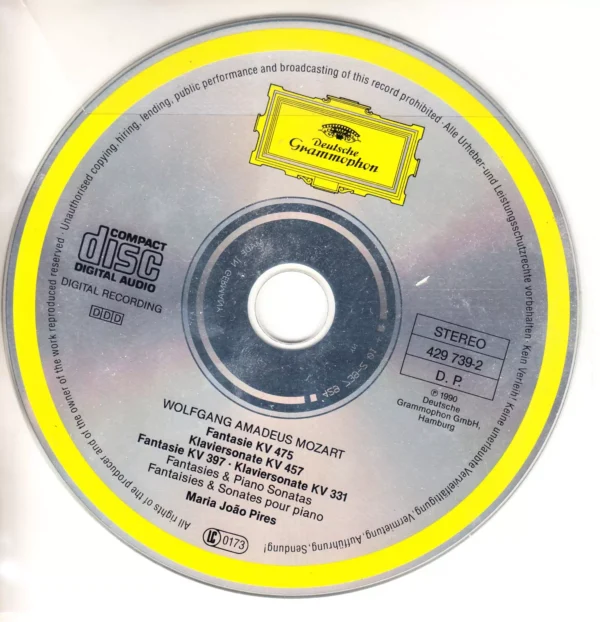 Unauthorised copying, hiring, lending, public performance and broadcasting of this record prohibited · Alle Urheber- und Leistungsschutzrechte vorbehalten · Kein Verleih! Keine unerlaubte Vervielfältigung, Vermietung, Aufführung, Sendung!
All rights of the producer and of the owner of the work reproduced reserved ·
Deutsche
Grammophon
COMPACT
disc
DIGITAL AUDIO
DIGITAL RECORDING
DDD
MADE IN GERMANY
STEREO
429 739-2
D. P.
℗ 1990
Deutsche
Grammophon GmbH,
Hamburg
WOLFGANG AMADEUS MOZART
Fantasie KV 475
Klaviersonate KV 457
Fantasie KV 397 · Klaviersonate KV 331
Fantasies & Piano Sonatas
Fantaisies & Sonates pour piano
Maria João Pires
LC 0173